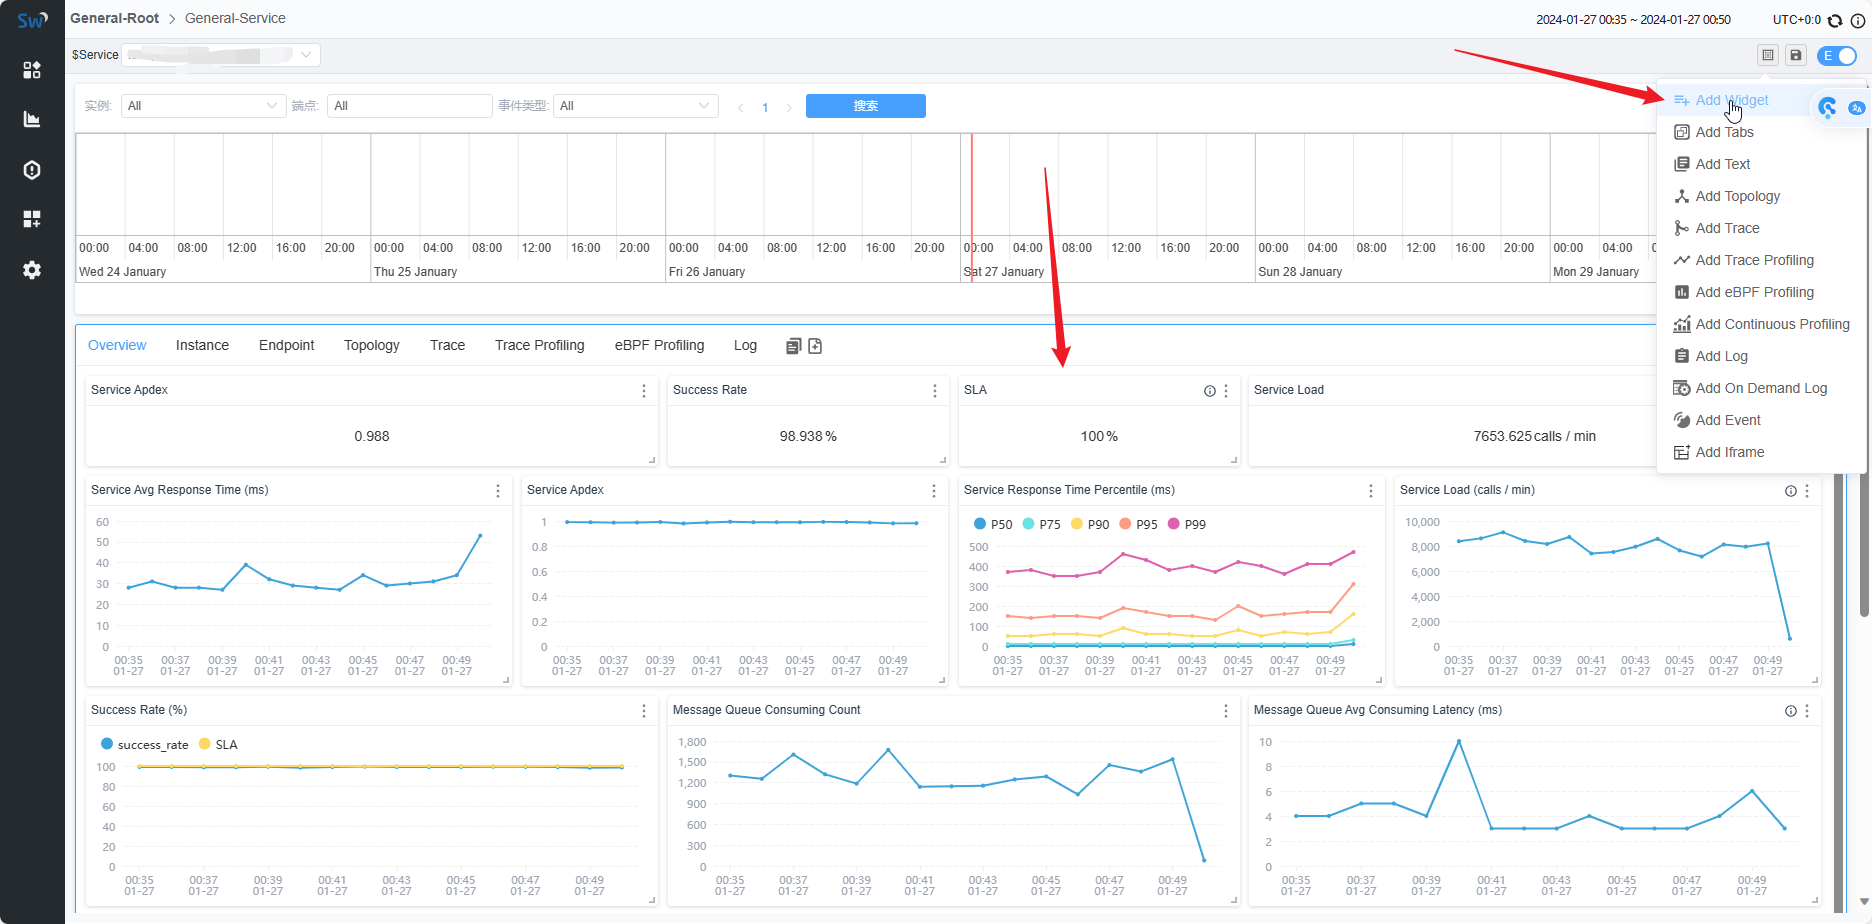 Sw
General-Root > General-Service
2024-01-27 00:35 ~ 2024-01-27 00:50
UTC+0:0
$Service
E
实例: All
端点: All
事件类型: All
1
搜索
Add Widget
Add Tabs
Add Text
Add Topology
Add Trace
Add Trace Profiling
Add eBPF Profiling
Add Continuous Profiling
Add Log
Add On Demand Log
Add Event
Add Iframe
00:00 04:00 08:00 12:00 16:00 20:00 00:00 04:00 08:00 12:00 16:00 20:00 00:00 04:00 08:00 12:00 16:00 20:00 00:00 04:00 08:00 12:00 16:00 20:00 00:00 04:00 08:00 12:00 16:00 20:00 00:00 04:00
Wed 24 January Thu 25 January Fri 26 January Sat 27 January Sun 28 January Mon 29 January
Overview Instance Endpoint Topology Trace Trace Profiling eBPF Profiling Log
Service Apdex
0.988
Success Rate
98.938 %
SLA
100 %
Service Load
7653.625 calls / min
Service Avg Response Time (ms)
60
50
40
30
20
10
0
00:35 00:37 00:39 00:41 00:43 00:45 00:47 00:49
01-27 01-27 01-27 01-27 01-27 01-27 01-27 01-27
Service Apdex
1
0.8
0.6
0.4
0.2
0
00:35 00:37 00:39 00:41 00:43 00:45 00:47 00:49
01-27 01-27 01-27 01-27 01-27 01-27 01-27 01-27
Service Response Time Percentile (ms)
P50 P75 P90 P95 P99
500
400
300
200
100
0
00:35 00:37 00:39 00:41 00:43 00:45 00:47 00:49
01-27 01-27 01-27 01-27 01-27 01-27 01-27 01-27
Service Load (calls / min)
10,000
8,000
6,000
4,000
2,000
0
00:35 00:37 00:39 00:41 00:43 00:45 00:47 00:49
01-27 01-27 01-27 01-27 01-27 01-27 01-27 01-27
Success Rate (%)
success_rate SLA
100
80
60
40
20
0
00:35 00:37 00:39 00:41 00:43 00:45 00:47 00:49
01-27 01-27 01-27 01-27 01-27 01-27 01-27 01-27
Message Queue Consuming Count
1,800
1,500
1,200
900
600
300
0
00:35 00:37 00:39 00:41 00:43 00:45 00:47 00:49
01-27 01-27 01-27 01-27 01-27 01-27 01-27 01-27
Message Queue Avg Consuming Latency (ms)
10
8
6
4
2
0
00:35 00:37 00:39 00:41 00:43 00:45 00:47 00:49
01-27 01-27 01-27 01-27 01-27 01-27 01-27 01-27